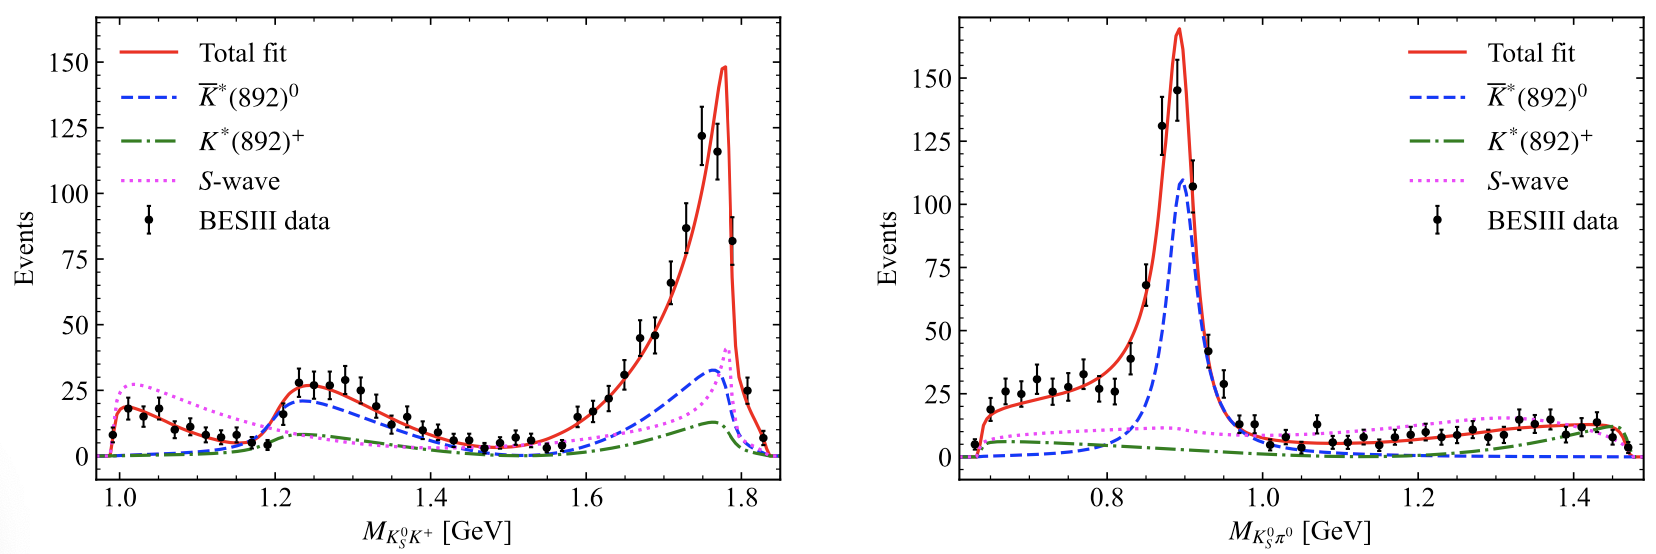 Total fit
K̅*(892)⁰
K*(892)⁺
S-wave
BESIII data
Events
150
125
100
75
50
25
0
1.0 1.2 1.4 1.6 1.8
M_{K_S^0 K^+} [GeV]
Total fit
K̅*(892)⁰
K*(892)⁺
S-wave
BESIII data
Events
150
125
100
75
50
25
0
0.8 1.0 1.2 1.4
M_{K_S^0 π^0} [GeV]